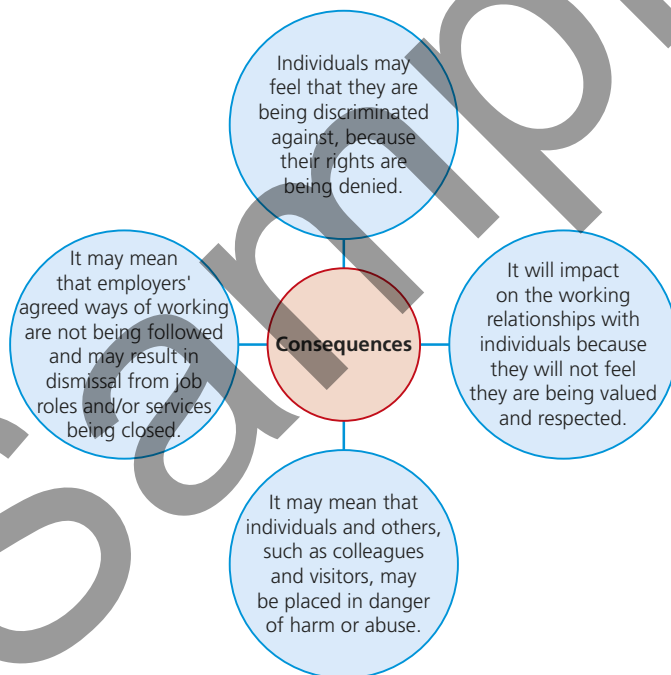 Individuals may
feel that they are
being discriminated
against, because
their rights are
being denied.
It may mean
that employers'
agreed ways of working
are not being followed
and may result in
dismissal from job
roles and/or services
being closed.
Consequences
It will impact
on the working
relationships with
individuals because
they will not feel
they are being valued
and respected.
It may mean that
individuals and others,
such as colleagues
and visitors, may
be placed in danger
of harm or abuse.